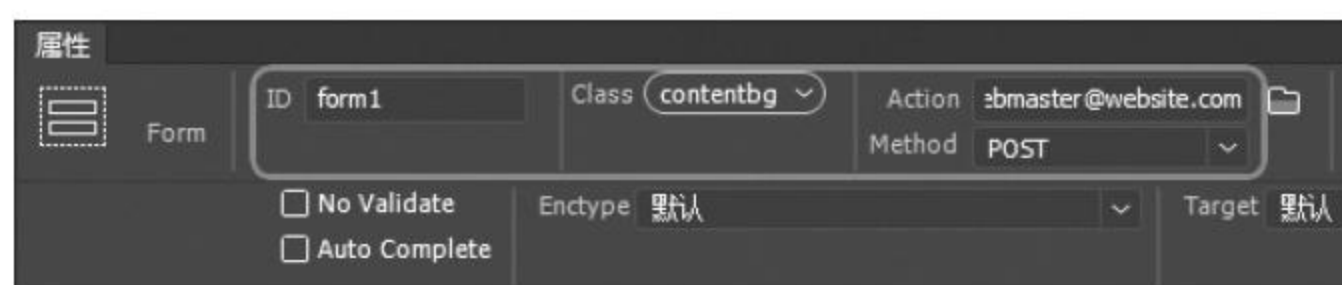 属性
Form
ID form1
Class contentbg
Action ebmaster@website.com
Method POST
No Validate
Auto Complete
Enctype 默认
Target 默认